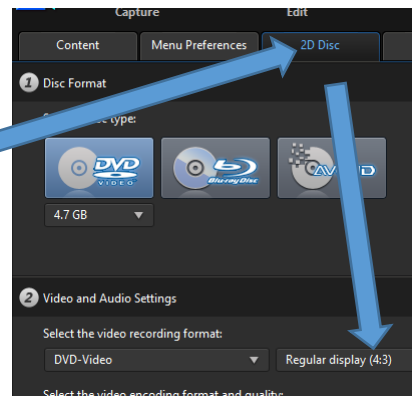 Capture Edit
Content Menu Preferences 2D Disc
1 Disc Format
type:
DVD VIDEO Blu-ray Disc
4.7 GB
2 Video and Audio Settings
Select the video recording format:
DVD-Video Regular display (4:3)
Select the video encoding format and quality: